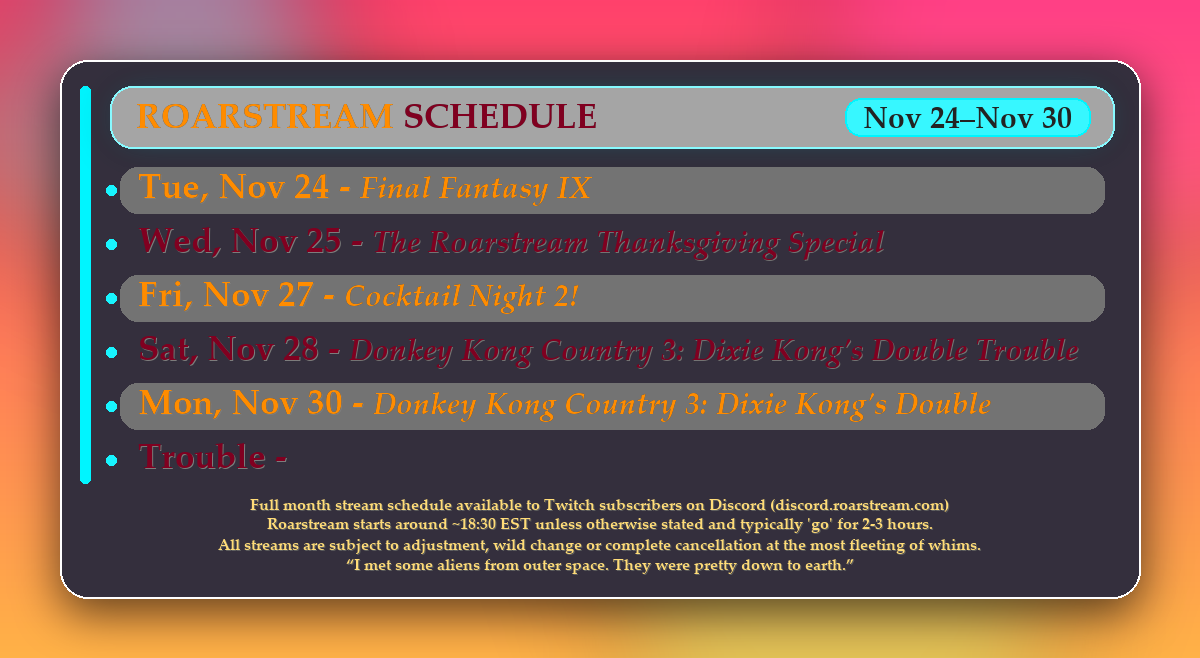 ROARSTREAM SCHEDULE
Nov 24–Nov 30
Tue, Nov 24 - Final Fantasy IX
Wed, Nov 25 - The Roarstream Thanksgiving Special
Fri, Nov 27 - Cocktail Night 2!
Sat, Nov 28 - Donkey Kong Country 3: Dixie Kong’s Double Trouble
Mon, Nov 30 - Donkey Kong Country 3: Dixie Kong’s Double
Trouble -
Full month stream schedule available to Twitch subscribers on Discord (discord.roarstream.com)
Roarstream starts around ~18:30 EST unless otherwise stated and typically 'go' for 2-3 hours.
All streams are subject to adjustment, wild change or complete cancellation at the most fleeting of whims.
“I met some aliens from outer space. They were pretty down to earth.”